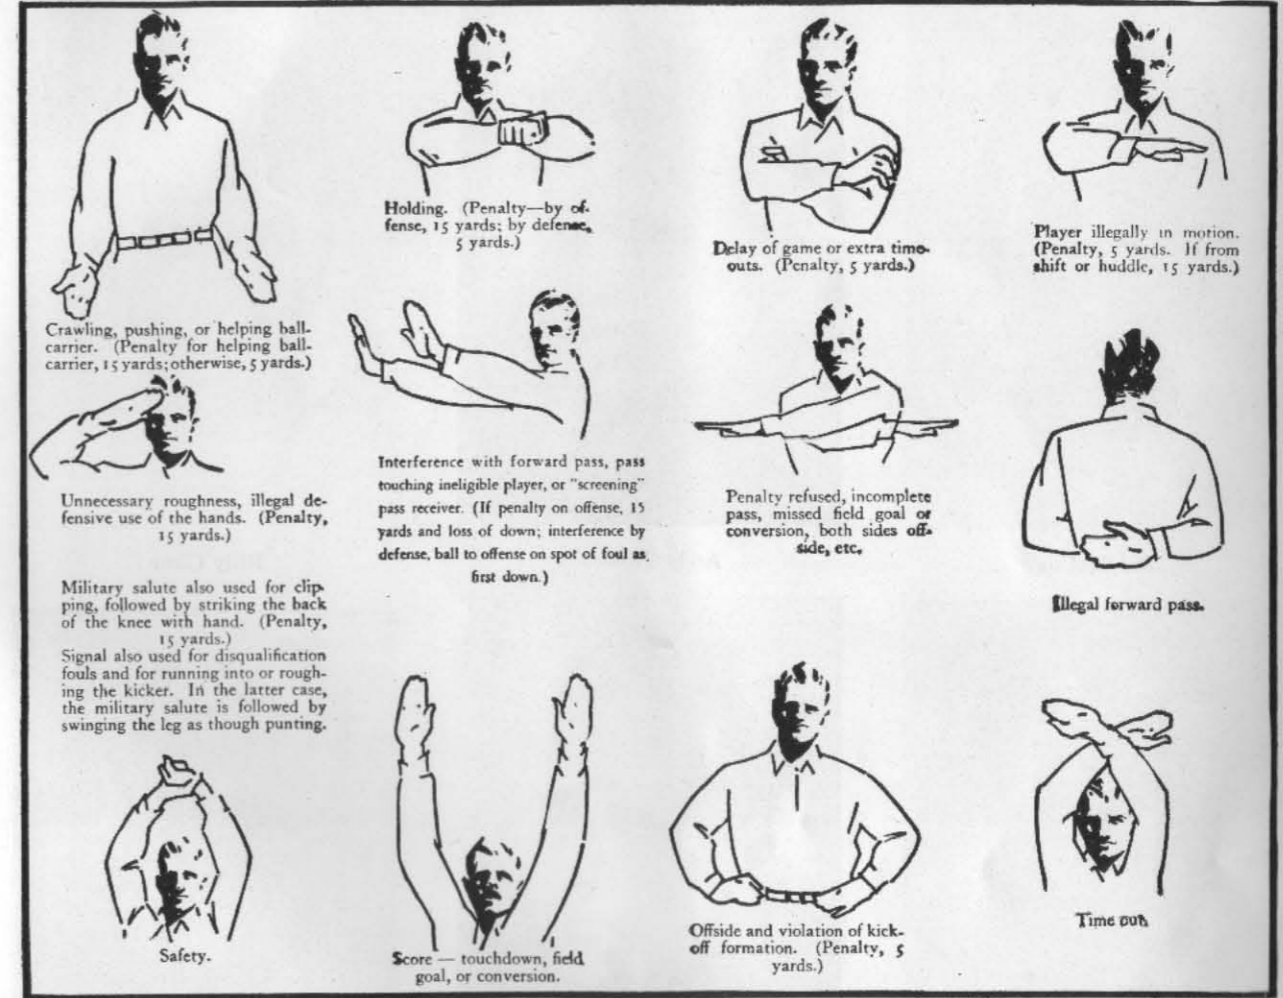 Holding. (Penalty—by of-
fense, 15 yards; by defense,
5 yards.)
Delay of game or extra time-
outs. (Penalty, 5 yards.)
Player illegally in motion.
(Penalty, 5 yards. If from
shift or huddle, 15 yards.)
Crawling, pushing, or helping ball-
carrier. (Penalty for helping ball-
carrier, 15 yards; otherwise, 5 yards.)
Interference with forward pass, pass
touching ineligible player, or "screening"
pass receiver. (If penalty on offense, 15
yards and loss of down; interference by
defense, ball to offense on spot of foul as
first down.)
Penalty refused, incomplete
pass, missed field goal or
conversion, both sides off-
side, etc.
Illegal forward pass.
Unnecessary roughness, illegal de-
fensive use of the hands. (Penalty,
15 yards.)
Military salute also used for clip-
ping, followed by striking the back
of the knee with hand. (Penalty,
15 yards.)
Signal also used for disqualification
fouls and for running into or rough-
ing the kicker. In the latter case,
the military salute is followed by
swinging the leg as though punting.
Safety.
Score — touchdown, field
goal, or conversion.
Offside and violation of kick-
off formation. (Penalty, 5
yards.)
Time out.